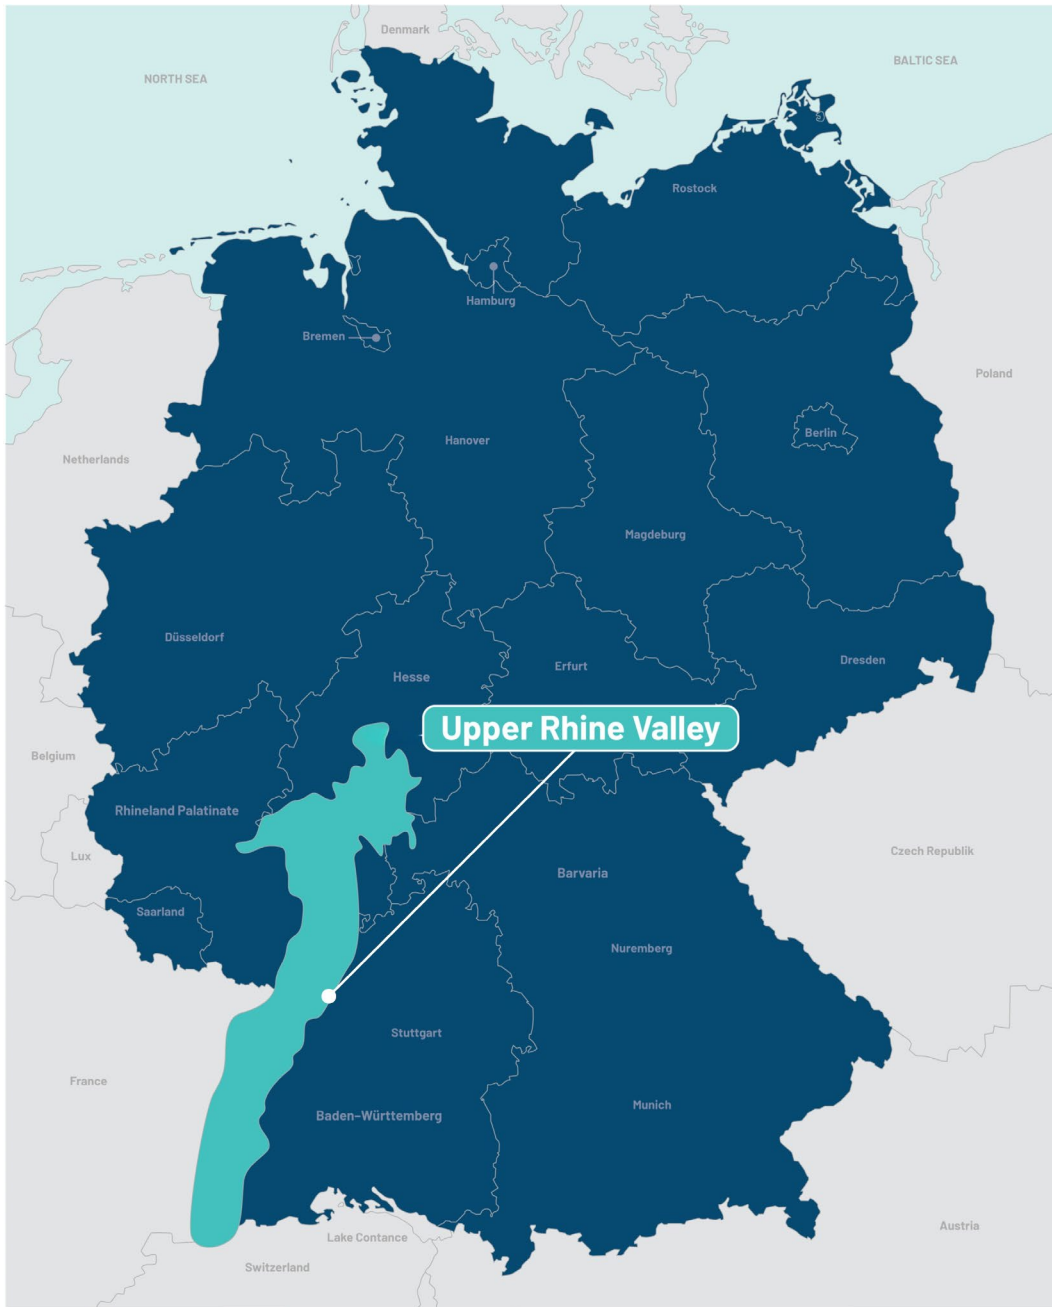 Denmark
NORTH SEA
BALTIC SEA
Rostock
Hamburg
Bremen
Poland
Berlin
Hanover
Netherlands
Magdeburg
Düsseldorf
Dresden
Erfurt
Hesse
Upper Rhine Valley
Belgium
Rhineland Palatinate
Lux
Czech Republik
Barvaria
Saarland
Nuremberg
Stuttgart
France
Munich
Baden-Württemberg
Austria
Lake Contance
Switzerland